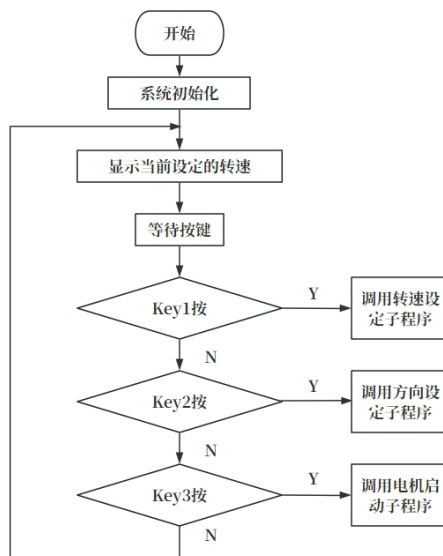 开始
系统初始化
显示当前设定的转速
等待按键
Key1按
Y
调用转速设
定子程序
N
Key2按
Y
调用方向设
定子程序
N
Key3按
Y
调用电机启
动子程序
N